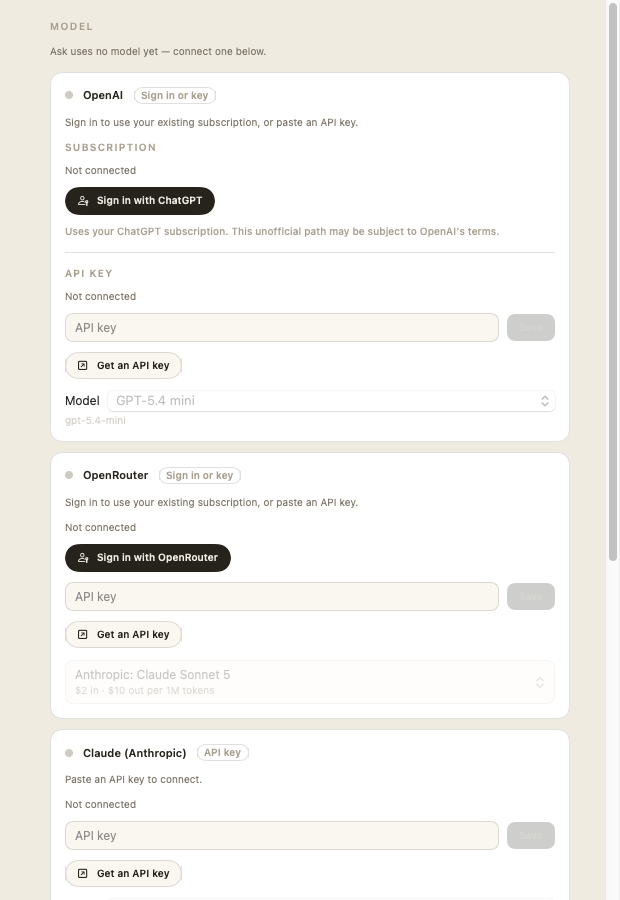 MODEL
Ask uses no model yet — connect one below.
OpenAI Sign in or key
Sign in to use your existing subscription, or paste an API key.
SUBSCRIPTION
Not connected
Sign in with ChatGPT
Uses your ChatGPT subscription. This unofficial path may be subject to OpenAI's terms.
API KEY
Not connected
API key Save
Get an API key
Model GPT-5.4 mini
gpt-5.4-mini
OpenRouter Sign in or key
Sign in to use your existing subscription, or paste an API key.
Not connected
Sign in with OpenRouter
API key Save
Get an API key
Anthropic: Claude Sonnet 5
$2 in · $10 out per 1M tokens
Claude (Anthropic) API key
Paste an API key to connect.
Not connected
API key Save
Get an API key